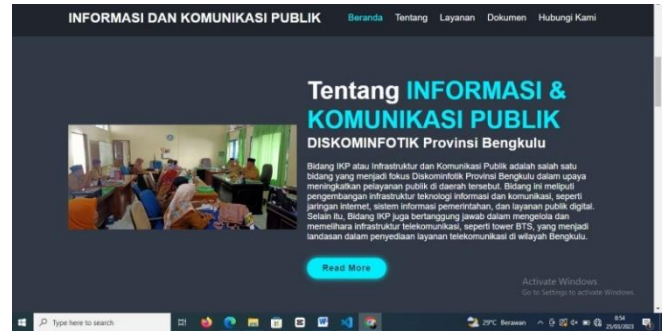 INFORMASI DAN KOMUNIKASI PUBLIK
Beranda Tentang Layanan Dokumen Hubungi Kami
Tentang INFORMASI &
KOMUNIKASI PUBLIK
DISKOMINFOTIK Provinsi Bengkulu
Bidang IKP atau Infrastruktur dan Komunikasi Publik adalah salah satu
bidang yang menjadi fokus Diskominfotik Provinsi Bengkulu dalam upaya
meningkatkan pelayanan publik di daerah tersebut. Bidang ini meliputi
pengembangan infrastruktur teknologi informasi dan komunikasi, seperti
jaringan internet, sistem informasi pemerintahan, dan layanan publik digital.
Selain itu, Bidang IKP juga bertanggung jawab dalam mengelola dan
memelihara infrastruktur telekomunikasi, seperti tower BTS, yang menjadi
landasan dalam penyediaan layanan telekomunikasi di wilayah Bengkulu.
Read More
Activate Windows
Go to Settings to activate Windows.
Type here to search
29°C Berawan
8:54
25/03/2023